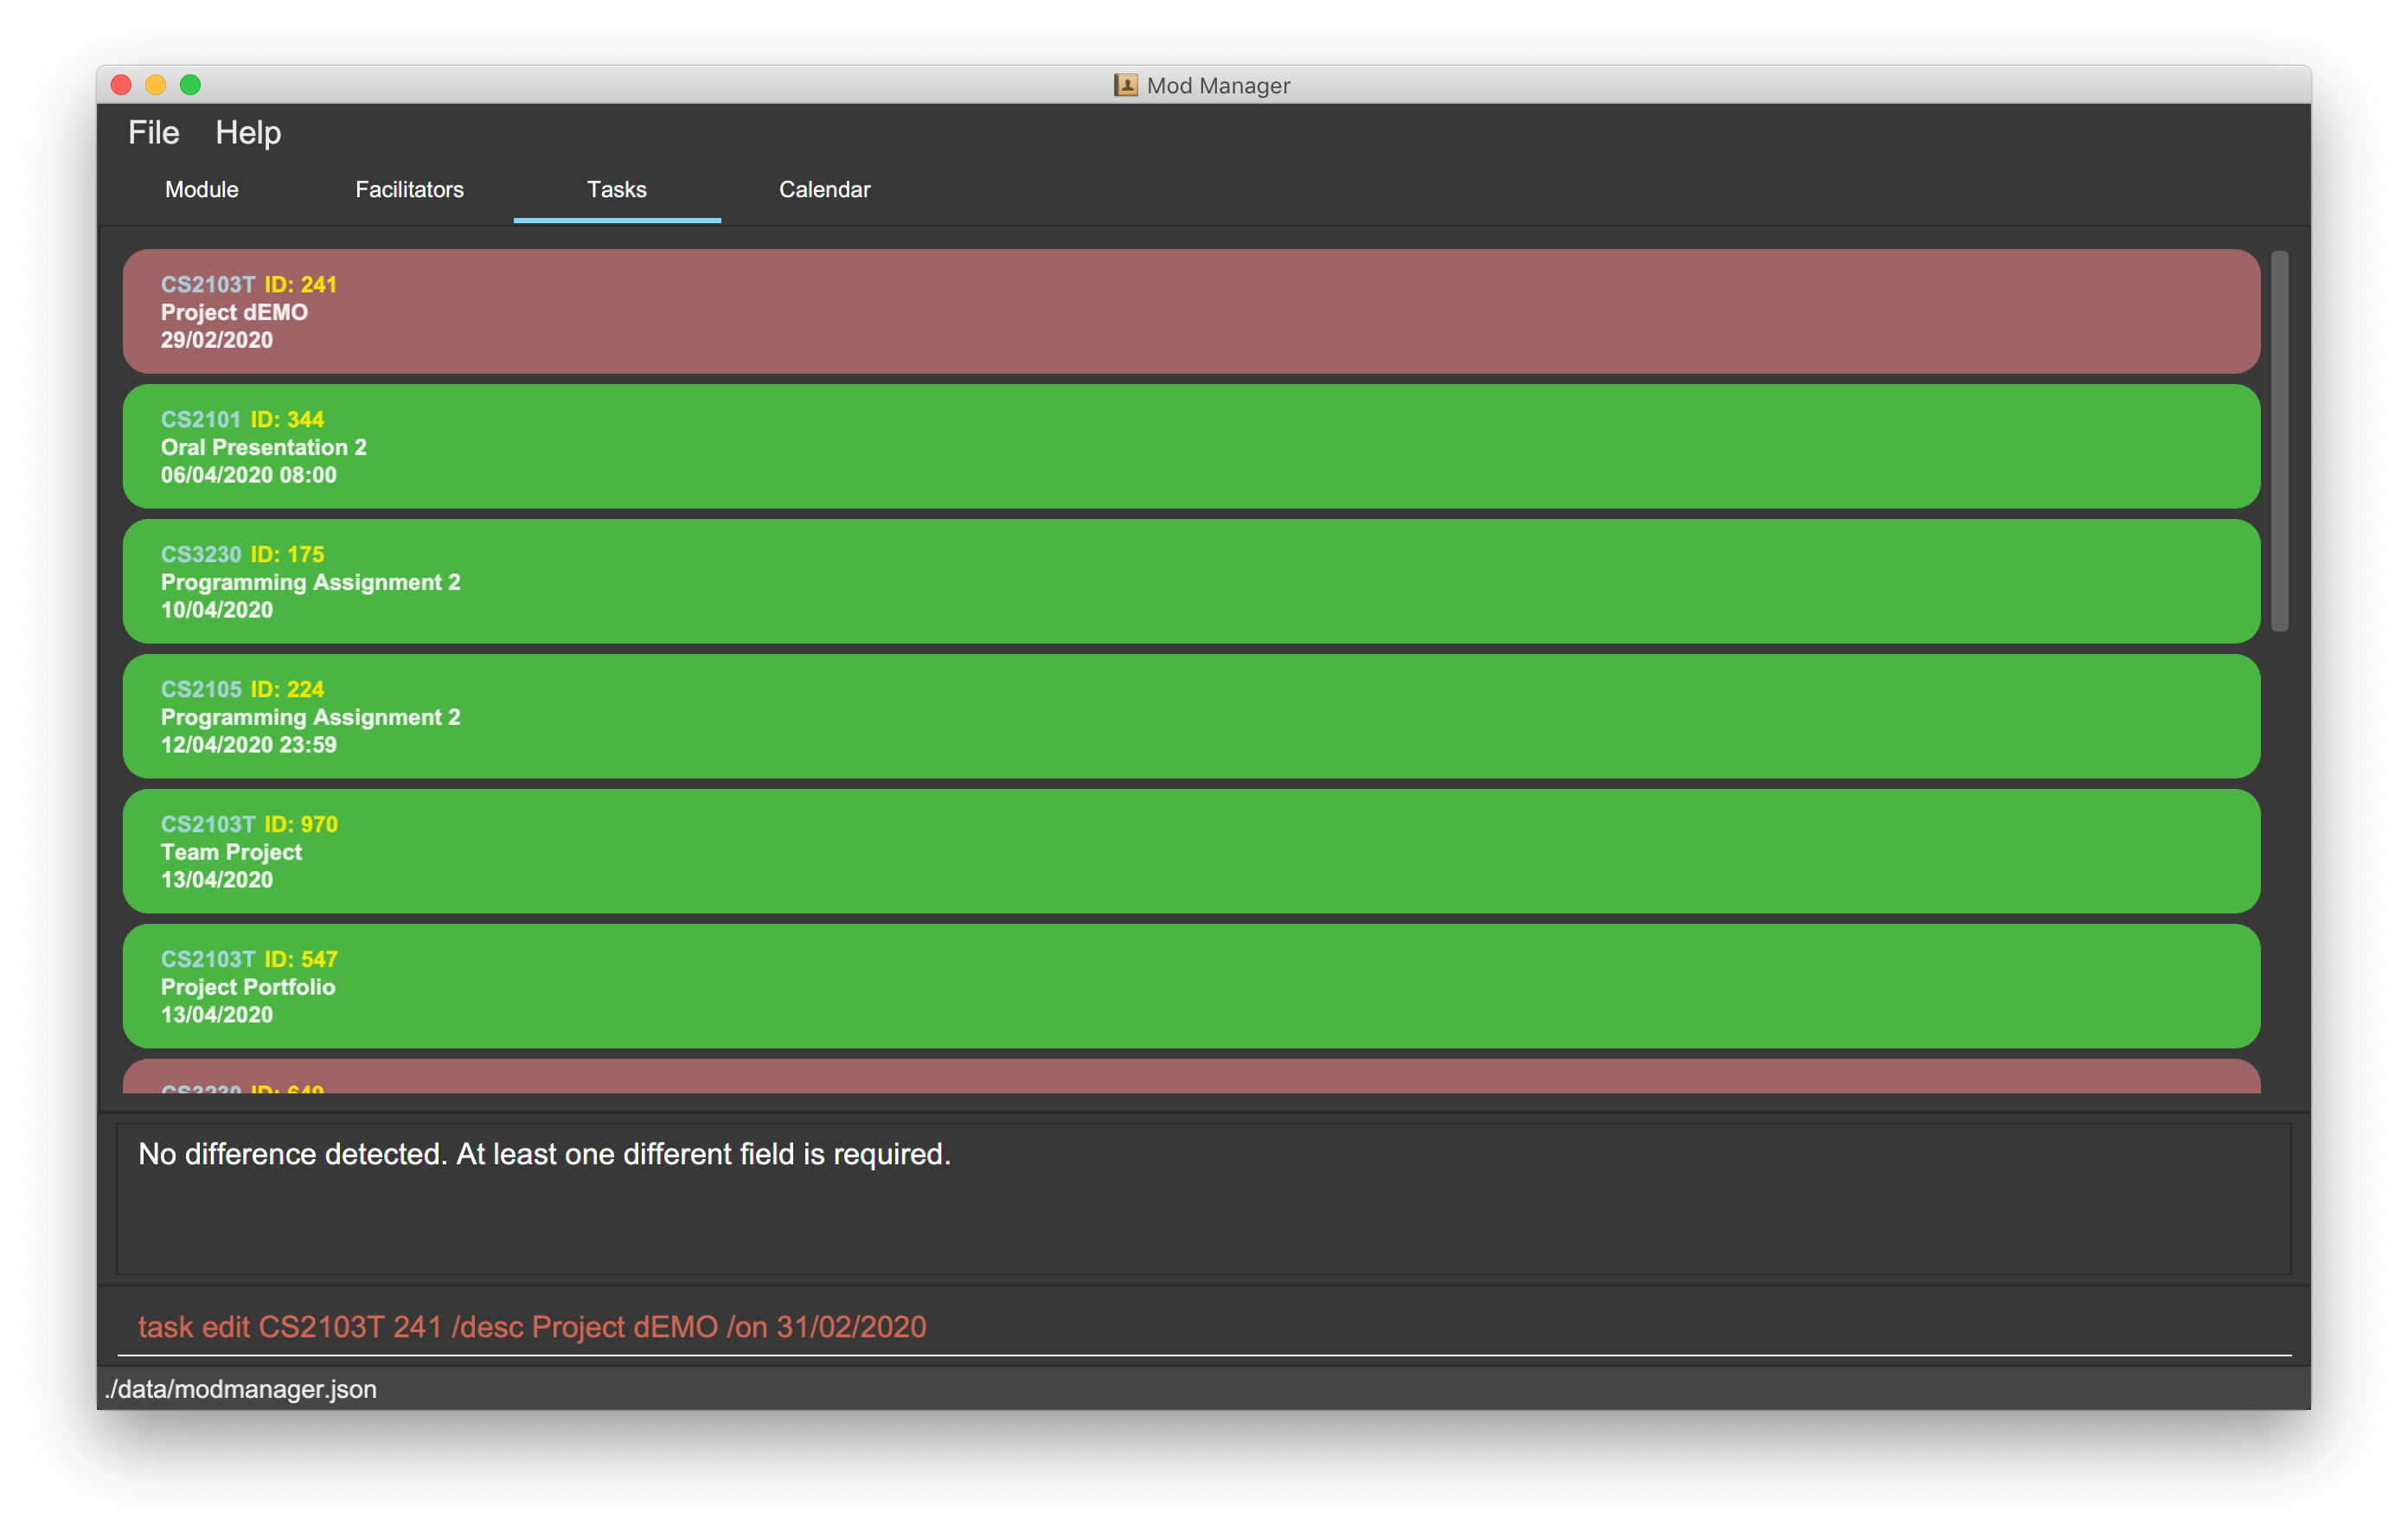 Mod Manager
File Help
Module Facilitators Tasks Calendar
CS2103T ID: 241
Project dEMO
29/02/2020
CS2101 ID: 344
Oral Presentation 2
06/04/2020 08:00
CS3230 ID: 175
Programming Assignment 2
10/04/2020
CS2105 ID: 224
Programming Assignment 2
12/04/2020 23:59
CS2103T ID: 970
Team Project
13/04/2020
CS2103T ID: 547
Project Portfolio
13/04/2020
CS3230 ID: 649
No difference detected. At least one different field is required.
task edit CS2103T 241 /desc Project dEMO /on 31/02/2020
./data/modmanager.json